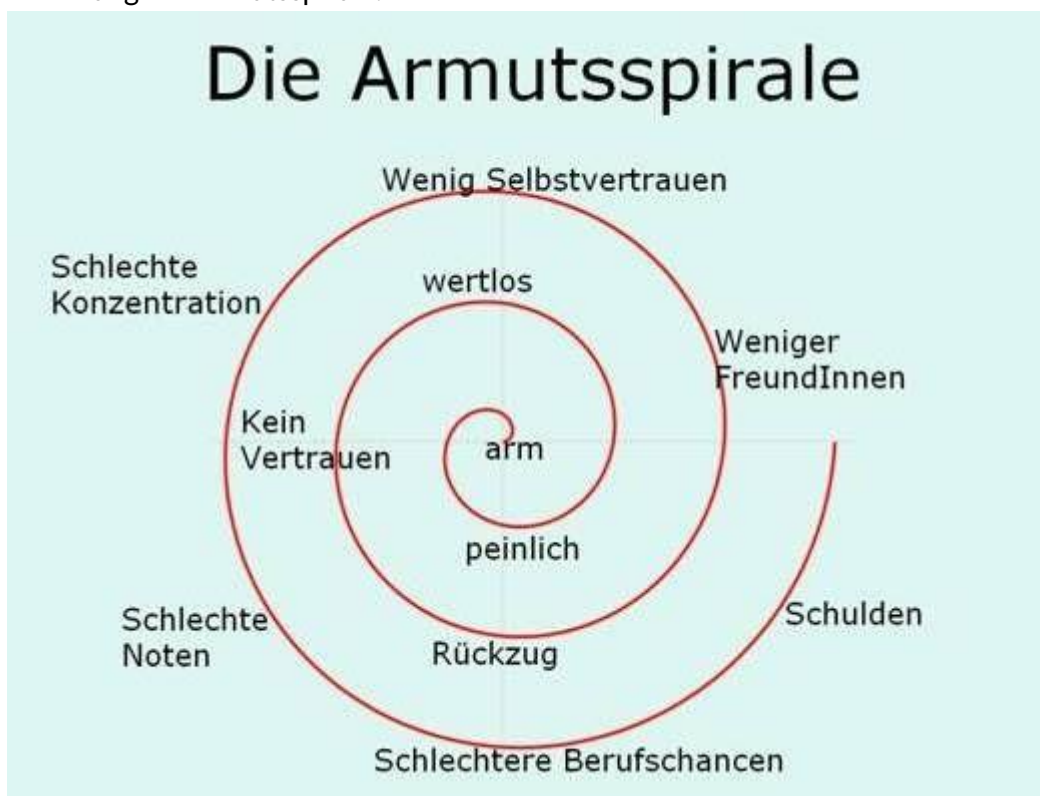 Die Armutsspirale
Wenig Selbstvertrauen
Schlechte
Konzentration
wertlos
Weniger
FreundInnen
Kein
Vertrauen
arm
peinlich
Schlechte
Noten
Rückzug
Schulden
Schlechtere Berufschancen